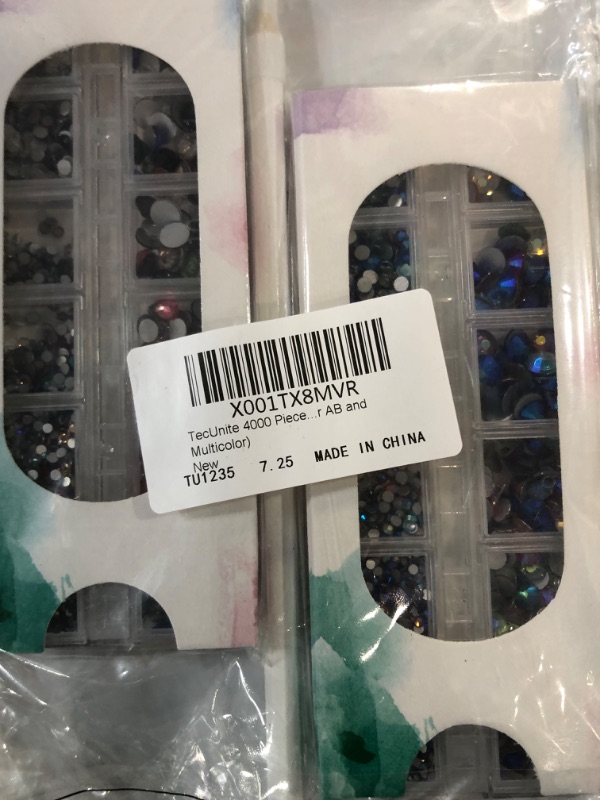 X001TX8MVR
TecUnite 4000 Piece...r AB and
Multicolor)
New
TU1235 7.25 MADE IN CHINA